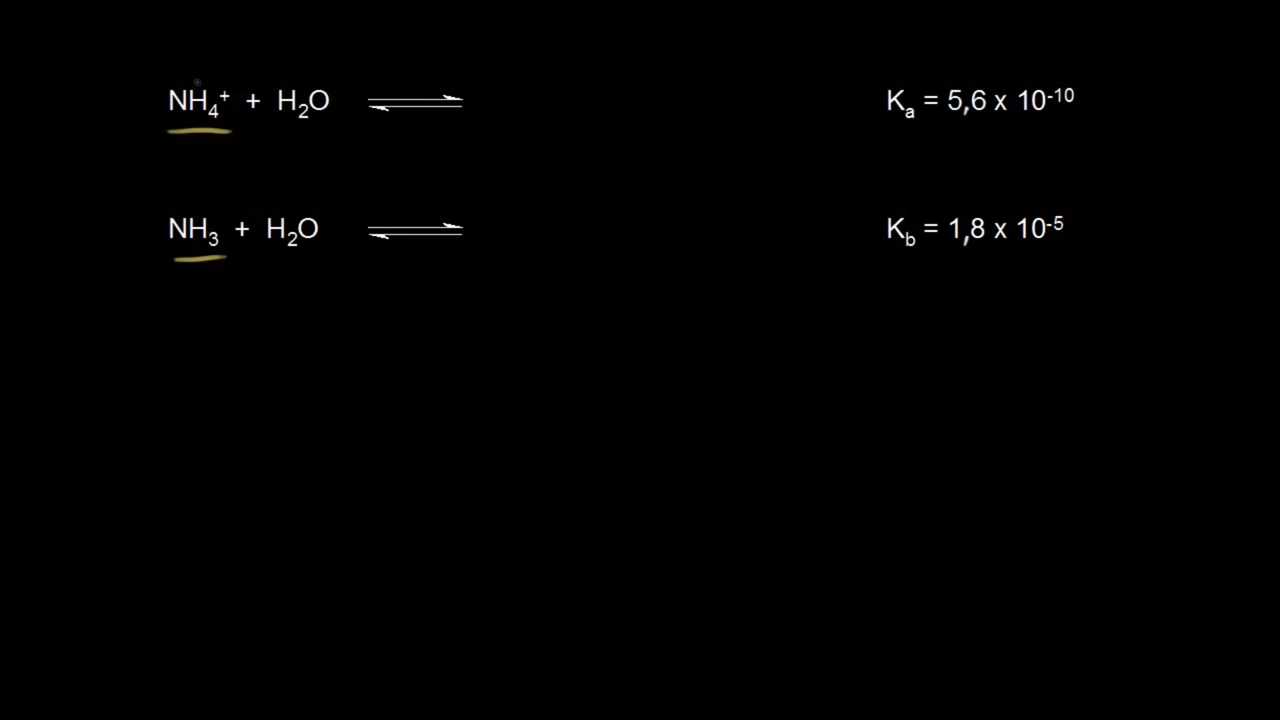 NH₄⁺ + H₂O ⇌ Kₐ = 5,6 x 10⁻¹⁰
NH₃ + H₂O ⇌ K_b = 1,8 x 10⁻⁵